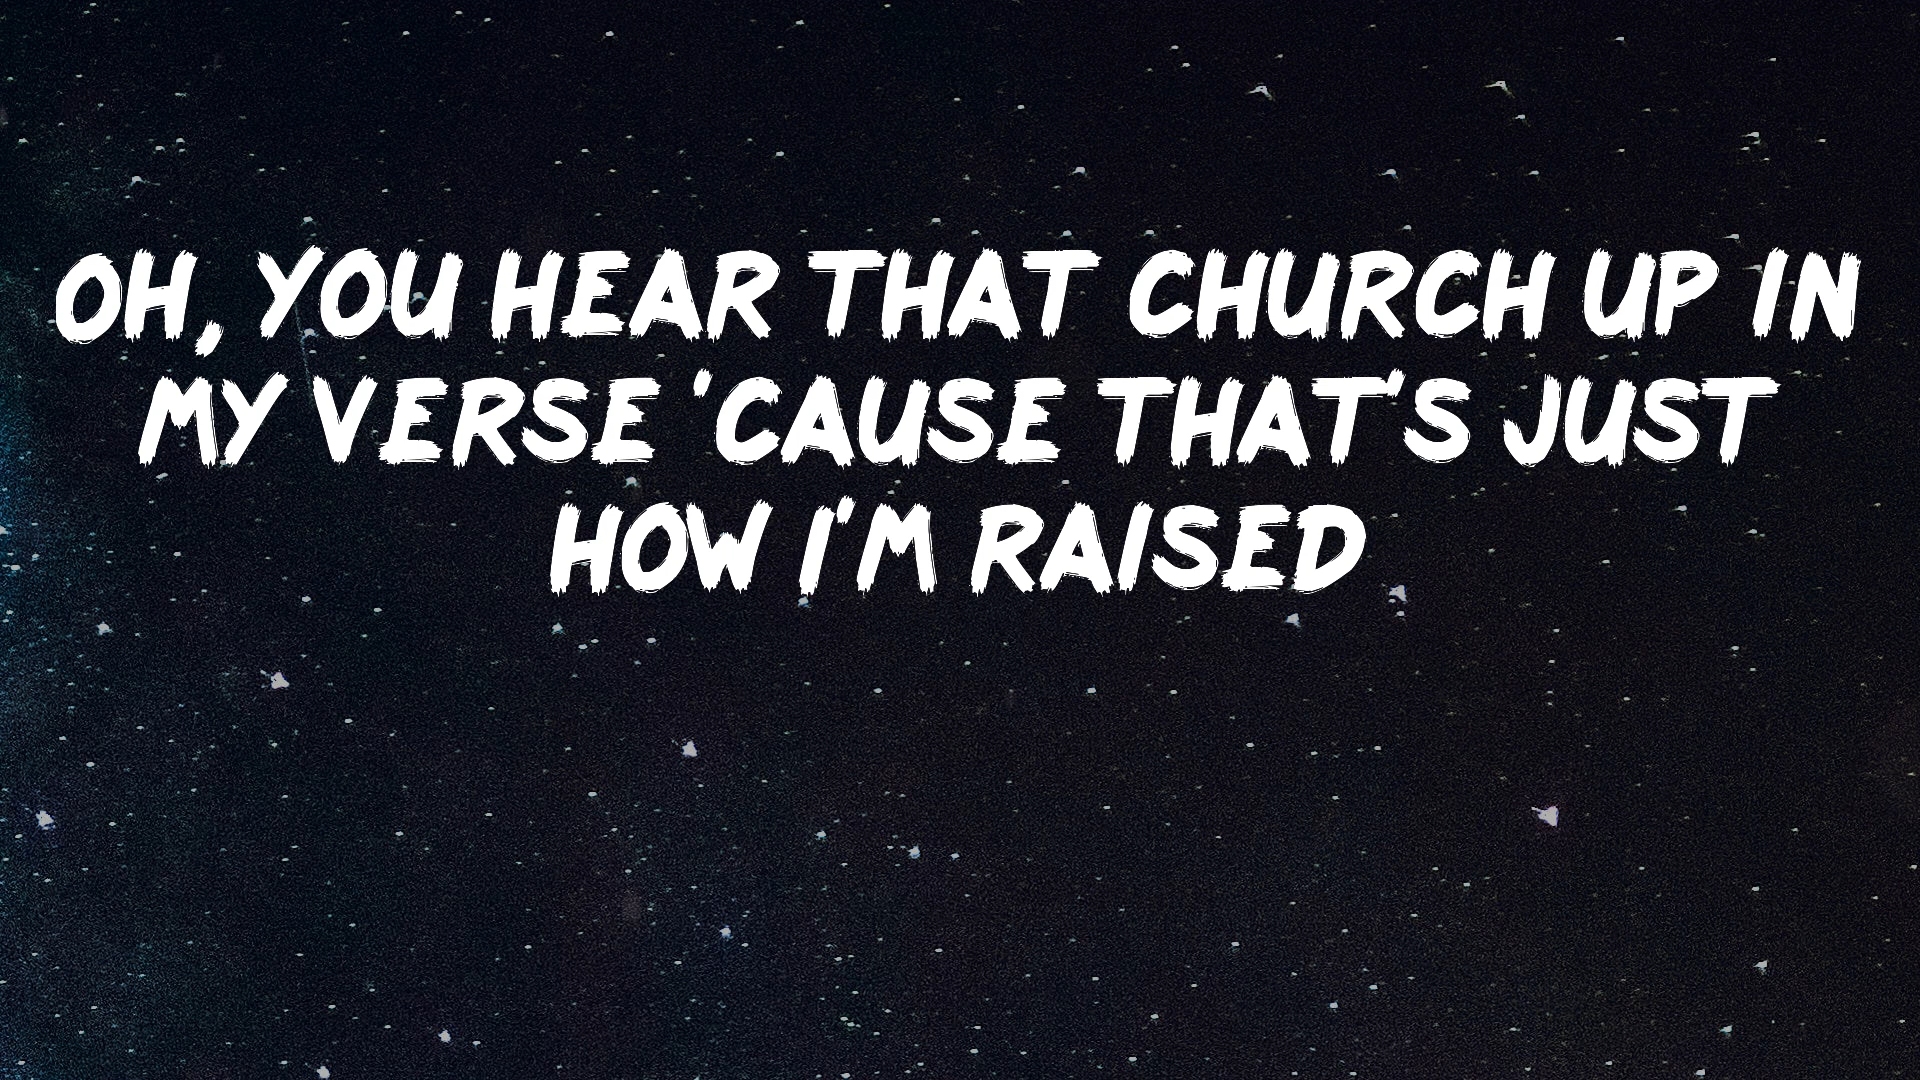 OH, YOU HEAR THAT CHURCH UP IN
MY VERSE 'CAUSE THAT'S JUST
HOW I'M RAISED